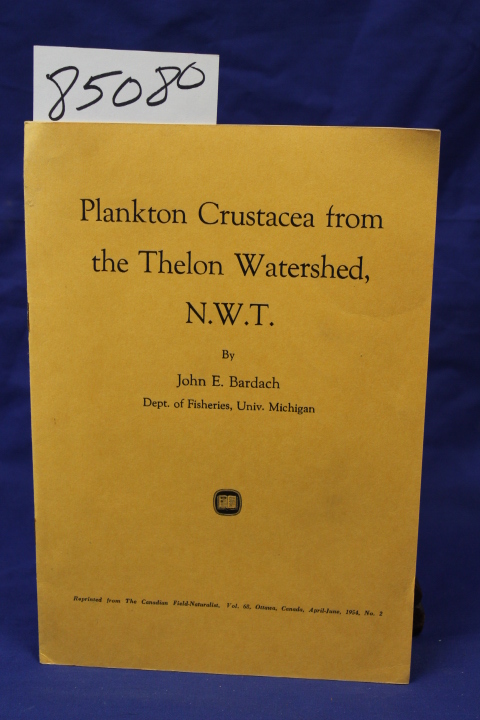 85080
Plankton Crustacea from
the Thelon Watershed,
N.W.T.
By
John E. Bardach
Dept. of Fisheries, Univ. Michigan
Reprinted from The Canadian Field-Naturalist, Vol. 68, Ottawa, Canada, April-June, 1954, No. 2